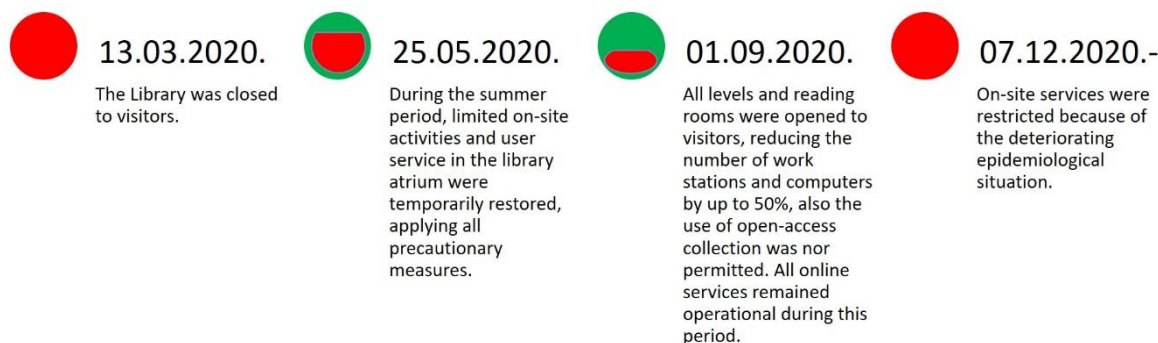 13.03.2020.
The Library was closed
to visitors.
25.05.2020.
During the summer
period, limited on-site
activities and user
service in the library
atrium were
temporarily restored,
applying all
precautionary
measures.
01.09.2020.
All levels and reading
rooms were opened to
visitors, reducing the
number of work
stations and computers
by up to 50%, also the
use of open-access
collection was nor
permitted. All online
services remained
operational during this
period.
07.12.2020.-
On-site services were
restricted because of
the deteriorating
epidemiological
situation.